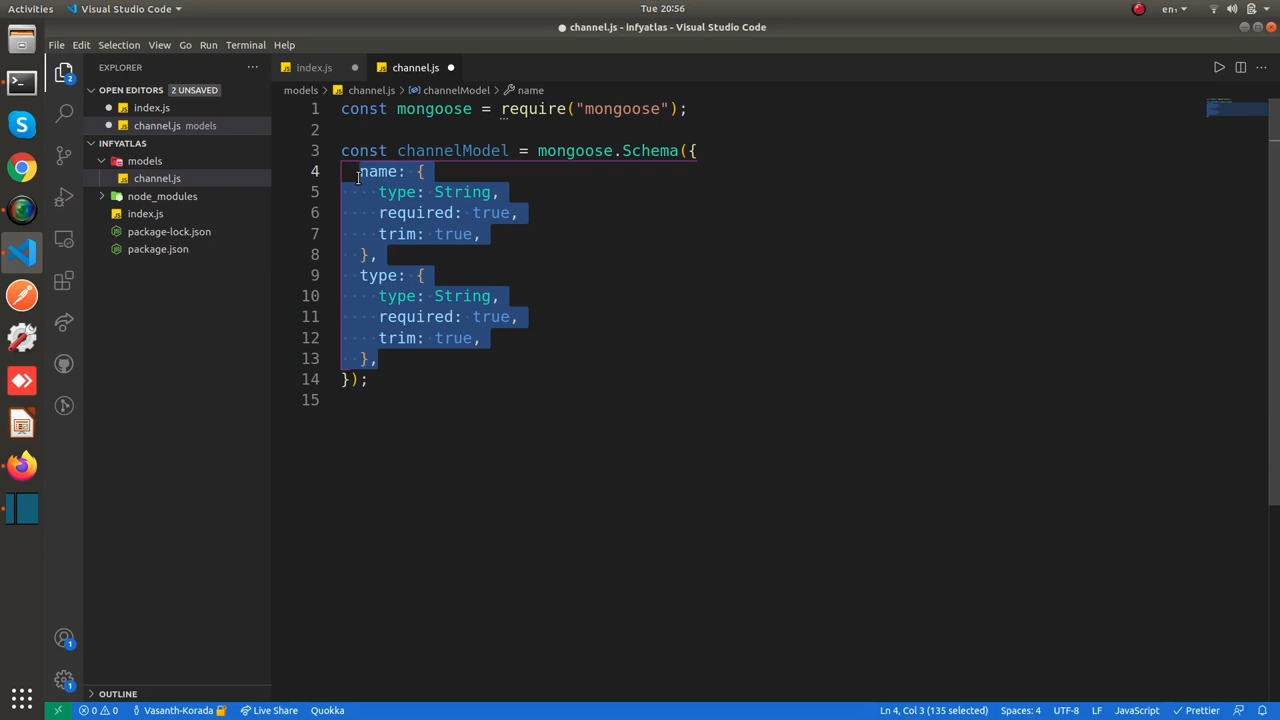 Activities
Visual Studio Code
Tue 20:56
en₁
channel.js - infyatlas - Visual Studio Code
File Edit Selection View Go Run Terminal Help
EXPLORER
OPEN EDITORS 2 UNSAVED
index.js
channel.js models
INFYATLAS
models
channel.js
node_modules
index.js
package-lock.json
package.json
OUTLINE
index.js
channel.js
models > channel.js > channelModel > name
1 const mongoose = require("mongoose");
2
3 const channelModel = mongoose.Schema({
4 name: {
5 type: String,
6 required: true,
7 trim: true,
8 },
9 type: {
10 type: String,
11 required: true,
12 trim: true,
13 },
14 });
15
2
1
1
0 0 Vasanth-Korada Live Share Quokka
Ln 4, Col 3 (135 selected) Spaces: 4 UTF-8 LF JavaScript Prettier